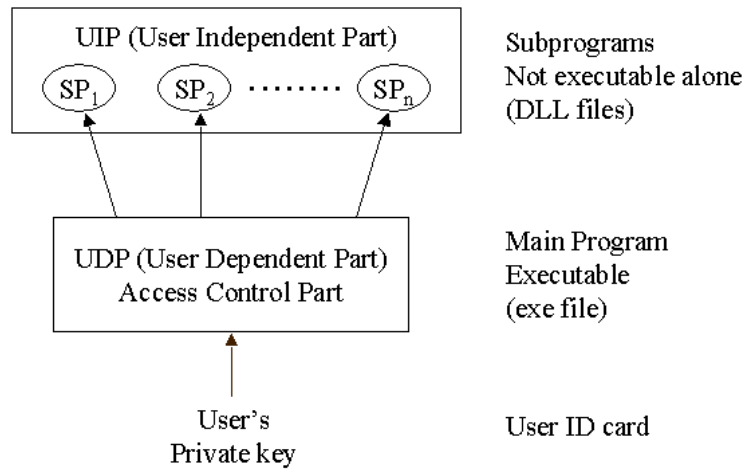 UIP (User Independent Part)
SP1 SP2 ········ SPn
Subprograms
Not executable alone
(DLL files)
UDP (User Dependent Part)
Access Control Part
Main Program
Executable
(exe file)
User's
Private key
User ID card